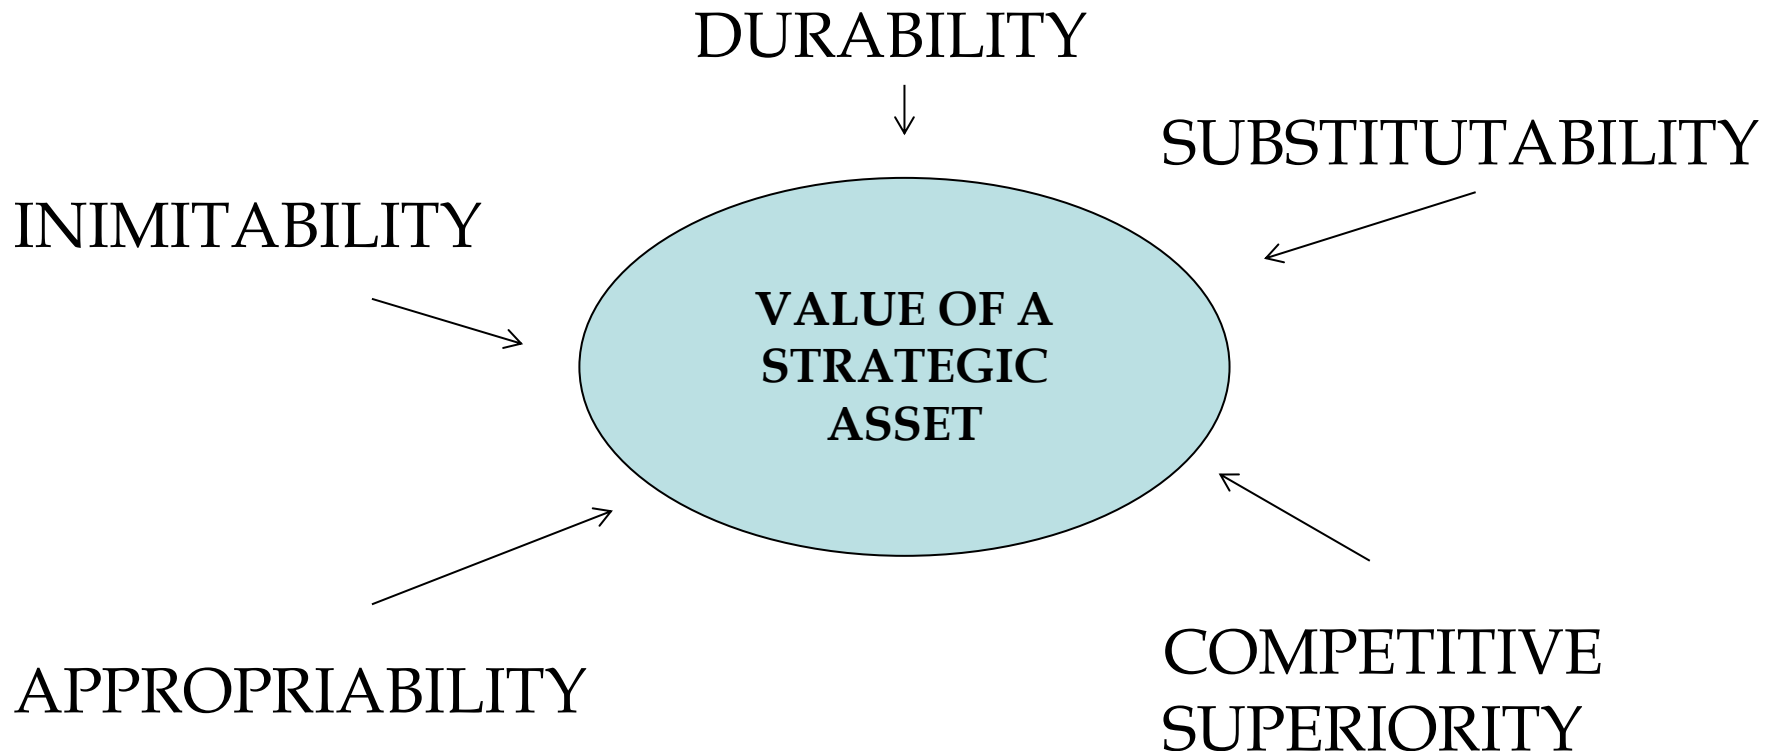 DURABILITY
SUBSTITUTABILITY
INIMITABILITY
VALUE OF A
STRATEGIC
ASSET
APPROPRIABILITY
COMPETITIVE
SUPERIORITY